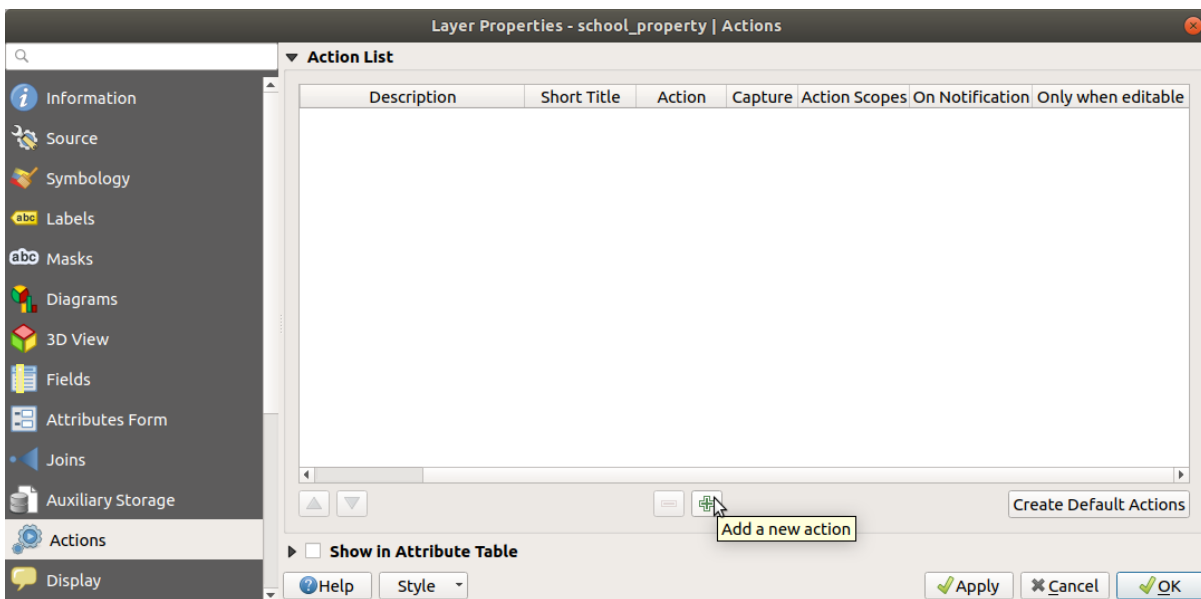 Layer Properties - school_property | Actions
Action List
Information
Source
Symbology
abc Labels
abc Masks
Diagrams
3D View
Fields
Attributes Form
Joins
Auxiliary Storage
Actions
Display
Description Short Title Action Capture Action Scopes On Notification Only when editable
Create Default Actions
Add a new action
Show in Attribute Table
Help Style Apply Cancel OK